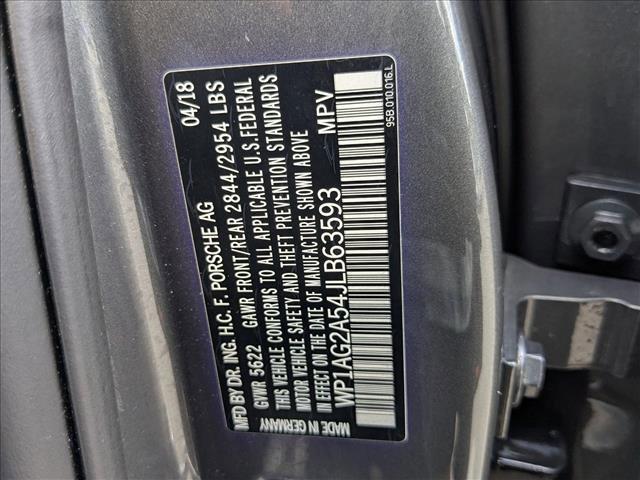 04/18
MFD BY DR. ING. H.C. F. PORSCHE AG
GVWR 5622 GAWR FRONT/REAR 2844/2954 LBS
THIS VEHICLE CONFORMS TO ALL APPLICABLE U.S.FEDERAL
MOTOR VEHICLE SAFETY AND THEFT PREVENTION STANDARDS
IN EFFECT ON THE DATE OF MANUFACTURE SHOWN ABOVE
WP1AG2A54JLB63593 MPV
MADE IN GERMANY
95B.010.016.L